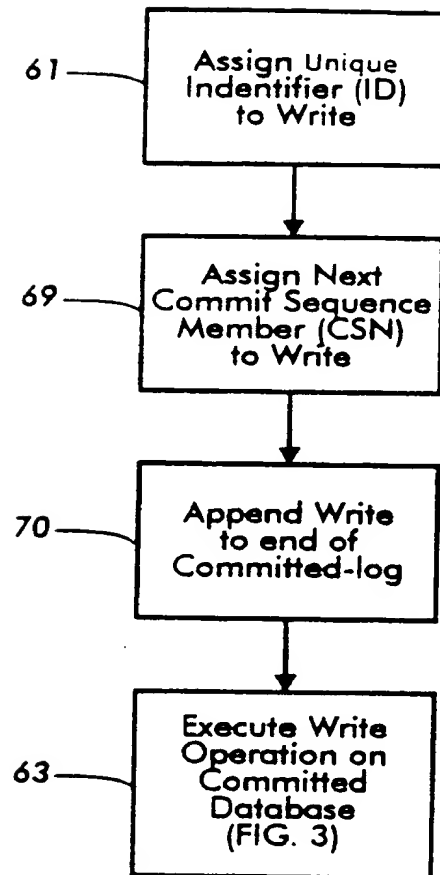 61
Assign Unique
Indentifier (ID)
to Write
69
Assign Next
Commif Sequence
Member (CSN)
to Write
70
Append Write
to end of
Committed-log
63
Execute Write
Operation on
Committed
Database
(FIG. 3)